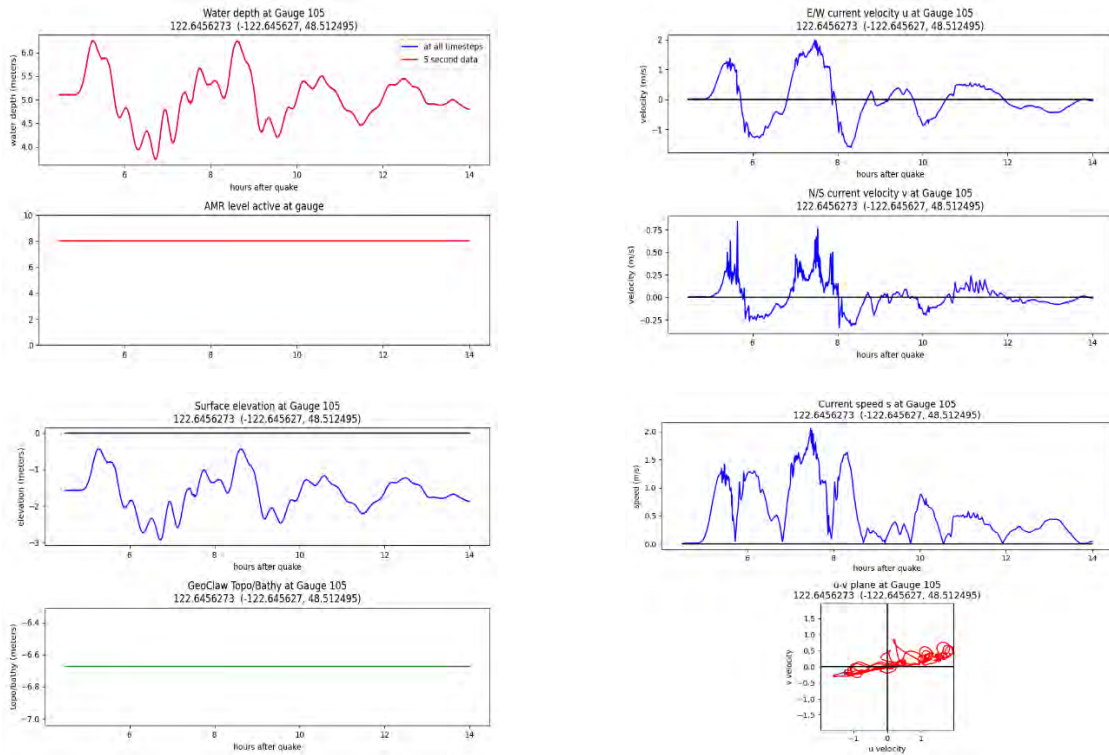 Water depth at Gauge 105
122.6456273 (-122.645627, 48.512495)
at all timesteps
5 second data
water depth (meters)
6.0
5.5
5.0
4.5
4.0
6 8 10 12 14
hours after quake
AMR level active at gauge
10
8
6
4
2
0
6 8 10 12 14
hours after quake
Surface elevation at Gauge 105
122.6456273 (-122.645627, 48.512495)
elevation (meters)
0
−1
−2
−3
6 8 10 12 14
hours after quake
GeoClaw Topo/Bathy at Gauge 105
122.6456273 (-122.645627, 48.512495)
topo/bathy (meters)
−6.4
−6.6
−6.8
−7.0
6 8 10 12 14
hours after quake
E/W current velocity u at Gauge 105
122.6456273 (-122.645627, 48.512495)
velocity (m/s)
2
1
0
−1
6 8 10 12 14
hours after quake
N/S current velocity v at Gauge 105
122.6456273 (-122.645627, 48.512495)
velocity (m/s)
0.75
0.50
0.25
0.00
−0.25
6 8 10 12 14
hours after quake
Current speed s at Gauge 105
122.6456273 (-122.645627, 48.512495)
speed (m/s)
2.0
1.5
1.0
0.5
0.0
6 8 10 12 14
hours after quake
u-v plane at Gauge 105
122.6456273 (-122.645627, 48.512495)
v velocity
1.5
1.0
0.5
0.0
−0.5
−1.0
−1.5
−1 0 1
u velocity